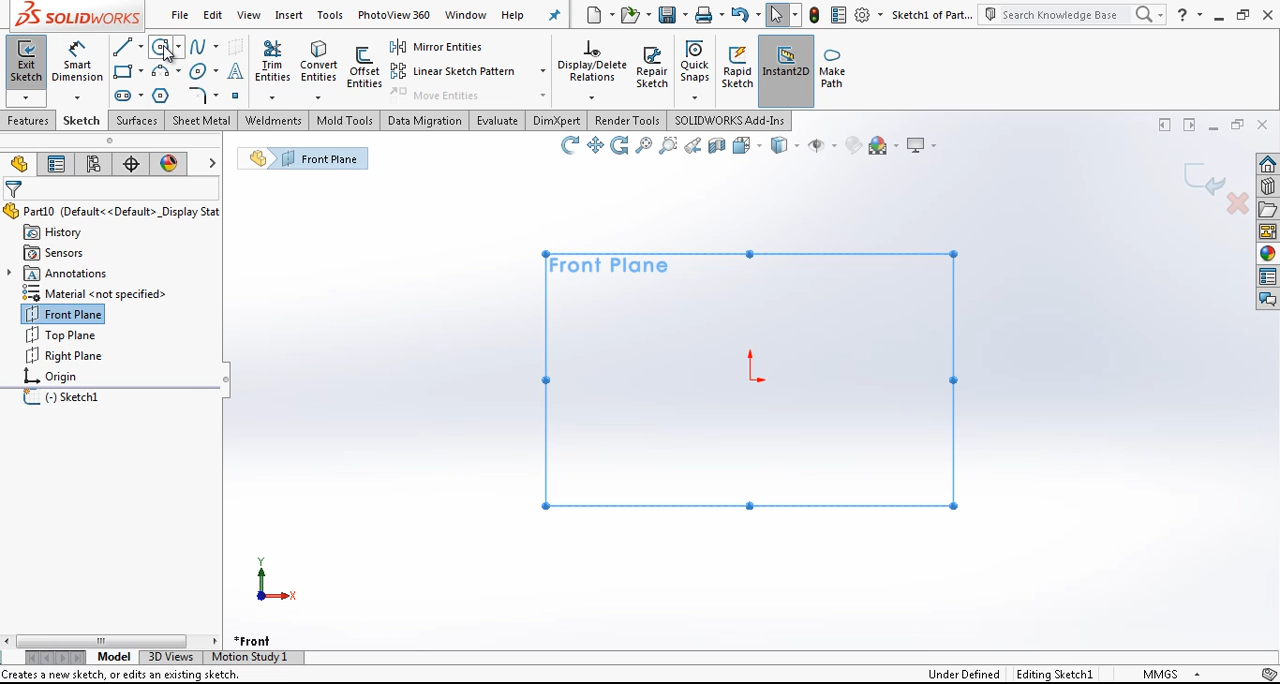 SOLIDWORKS File Edit View Insert Tools PhotoView 360 Window Help Sketch1 of Part... Search Knowledge Base ?
Exit Sketch Smart Dimension Trim Entities Convert Entities Offset Entities Mirror Entities Linear Sketch Pattern Move Entities Display/Delete Relations Repair Sketch Quick Snaps Rapid Sketch Instant2D Make Path
Features Sketch Surfaces Sheet Metal Weldments Mold Tools Data Migration Evaluate DimXpert Render Tools SOLIDWORKS Add-Ins
Front Plane
Part10 (Default<<Default>_Display Stat
History
Sensors
Annotations
Material <not specified>
Front Plane
Top Plane
Right Plane
Origin
(-) Sketch1
Front Plane
Y
X
*Front
Model 3D Views Motion Study 1
Creates a new sketch, or edits an existing sketch. Under Defined Editing Sketch1 MMGS